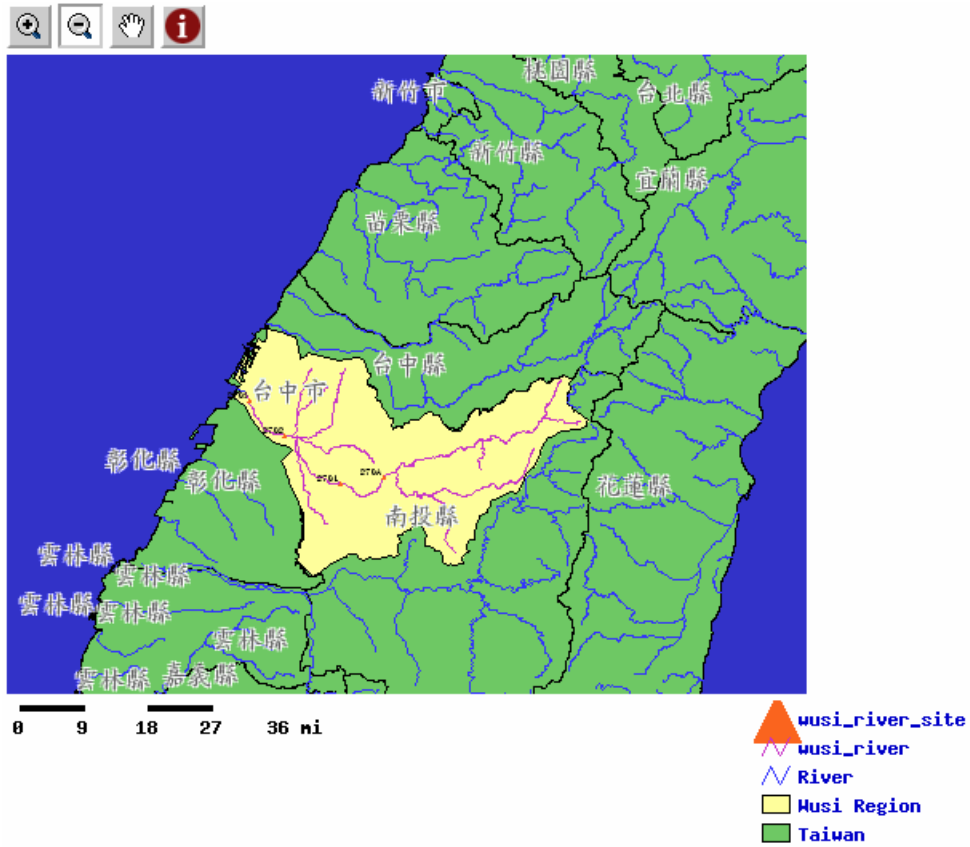 i
桃園縣
新竹市
台北縣
新竹縣
宜蘭縣
苗栗縣
台中縣
台中市
彰化縣
彰化縣
花蓮縣
南投縣
雲林縣
雲林縣
雲林縣
雲林縣
雲林縣
雲林縣
嘉義縣
0 9 18 27 36 mi
wusi_river_site
wusi_river
River
Wusi Region
Taiwan